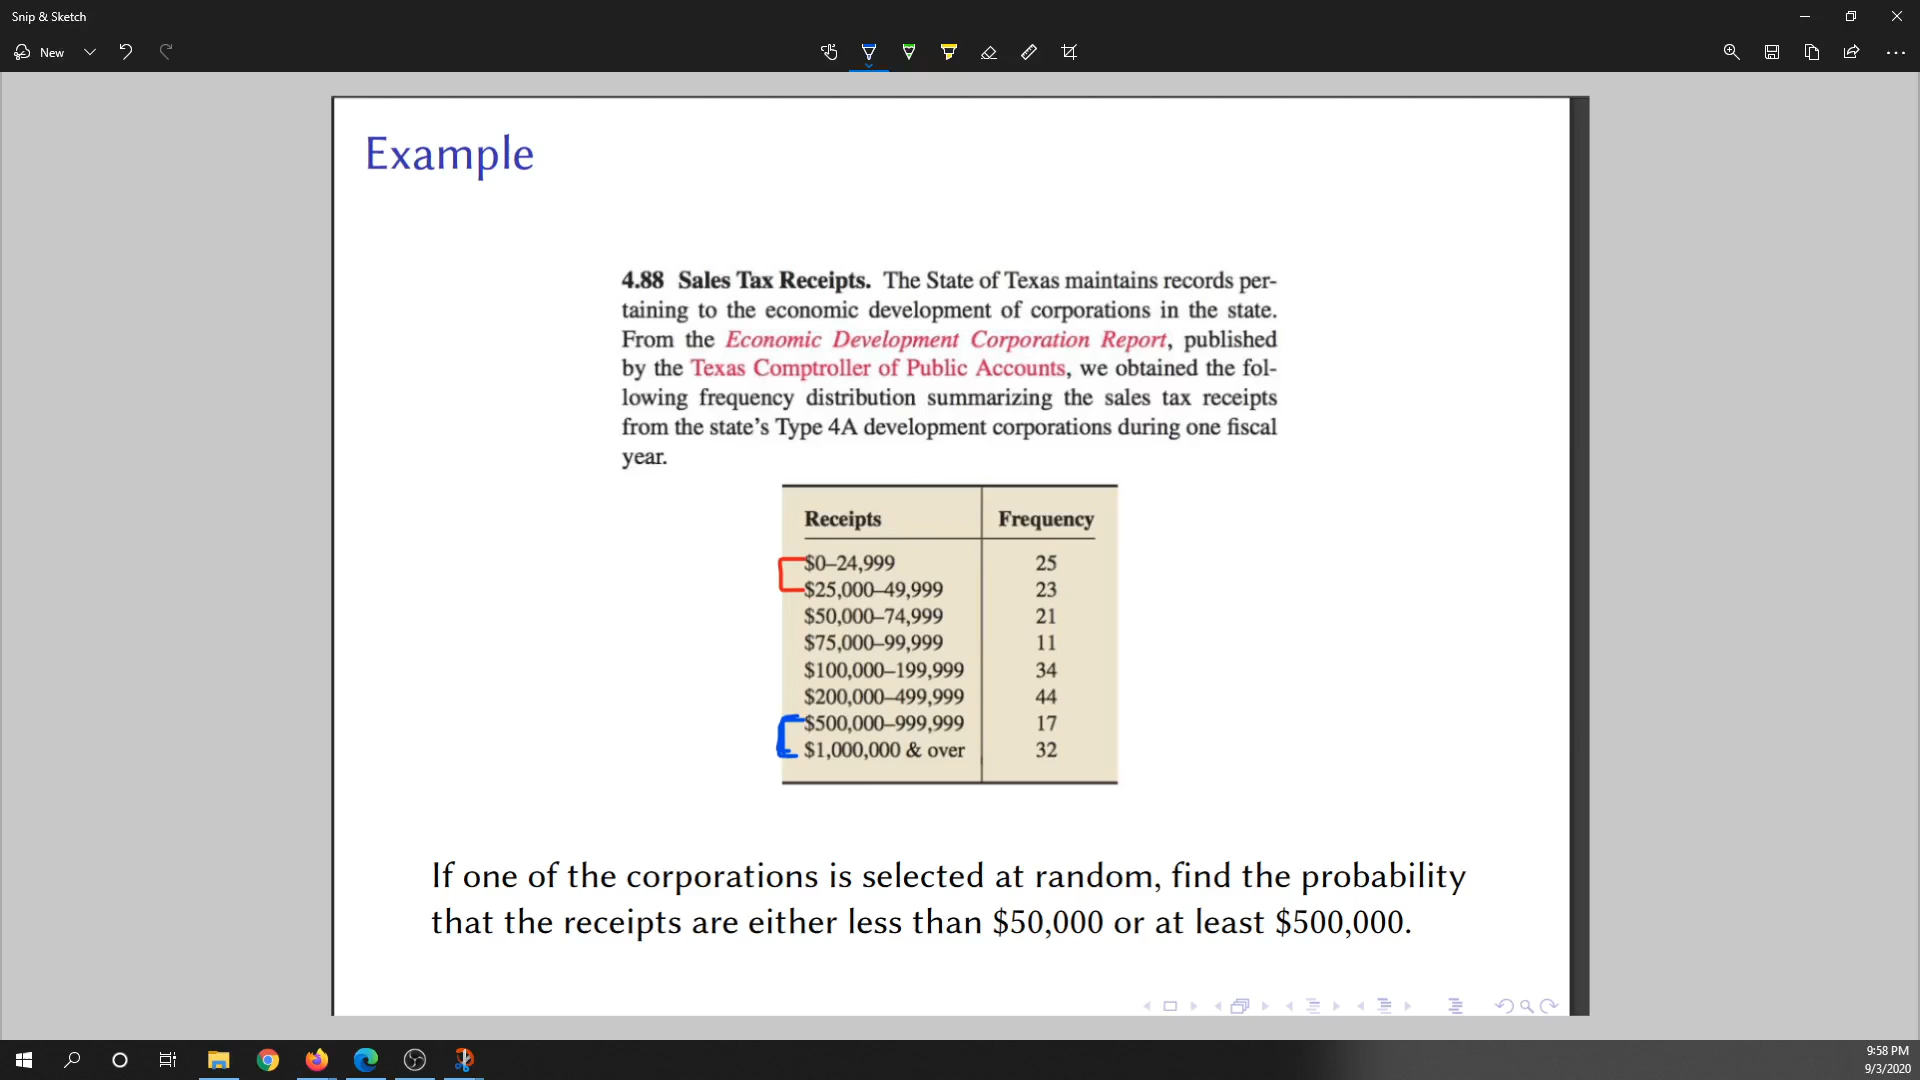 Snip & Sketch
New
Example
4.88 Sales Tax Receipts. The State of Texas maintains records per-
taining to the economic development of corporations in the state.
From the Economic Development Corporation Report, published
by the Texas Comptroller of Public Accounts, we obtained the fol-
lowing frequency distribution summarizing the sales tax receipts
from the state's Type 4A development corporations during one fiscal
year.
Receipts Frequency
$0–24,999 25
$25,000–49,999 23
$50,000–74,999 21
$75,000–99,999 11
$100,000–199,999 34
$200,000–499,999 44
$500,000–999,999 17
$1,000,000 & over 32
If one of the corporations is selected at random, find the probability
that the receipts are either less than $50,000 or at least $500,000.
9:58 PM
9/3/2020